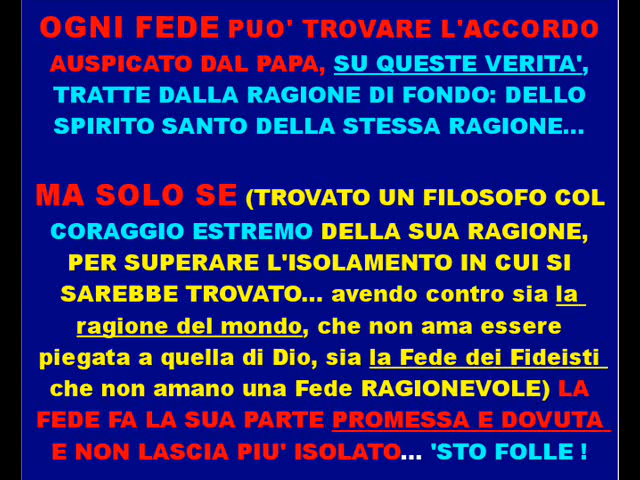 OGNI FEDE PUO' TROVARE L'ACCORDO
AUSPICATO DAL PAPA, SU QUESTE VERITA',
TRATTE DALLA RAGIONE DI FONDO: DELLO
SPIRITO SANTO DELLA STESSA RAGIONE...
MA SOLO SE (TROVATO UN FILOSOFO COL
CORAGGIO ESTREMO DELLA SUA RAGIONE,
PER SUPERARE L'ISOLAMENTO IN CUI SI
SAREBBE TROVATO... avendo contro sia la
ragione del mondo, che non ama essere
piegata a quella di Dio, sia la Fede dei Fideisti
che non amano una Fede RAGIONEVOLE) LA
FEDE FA LA SUA PARTE PROMESSA E DOVUTA
E NON LASCIA PIU' ISOLATO... 'STO FOLLE !